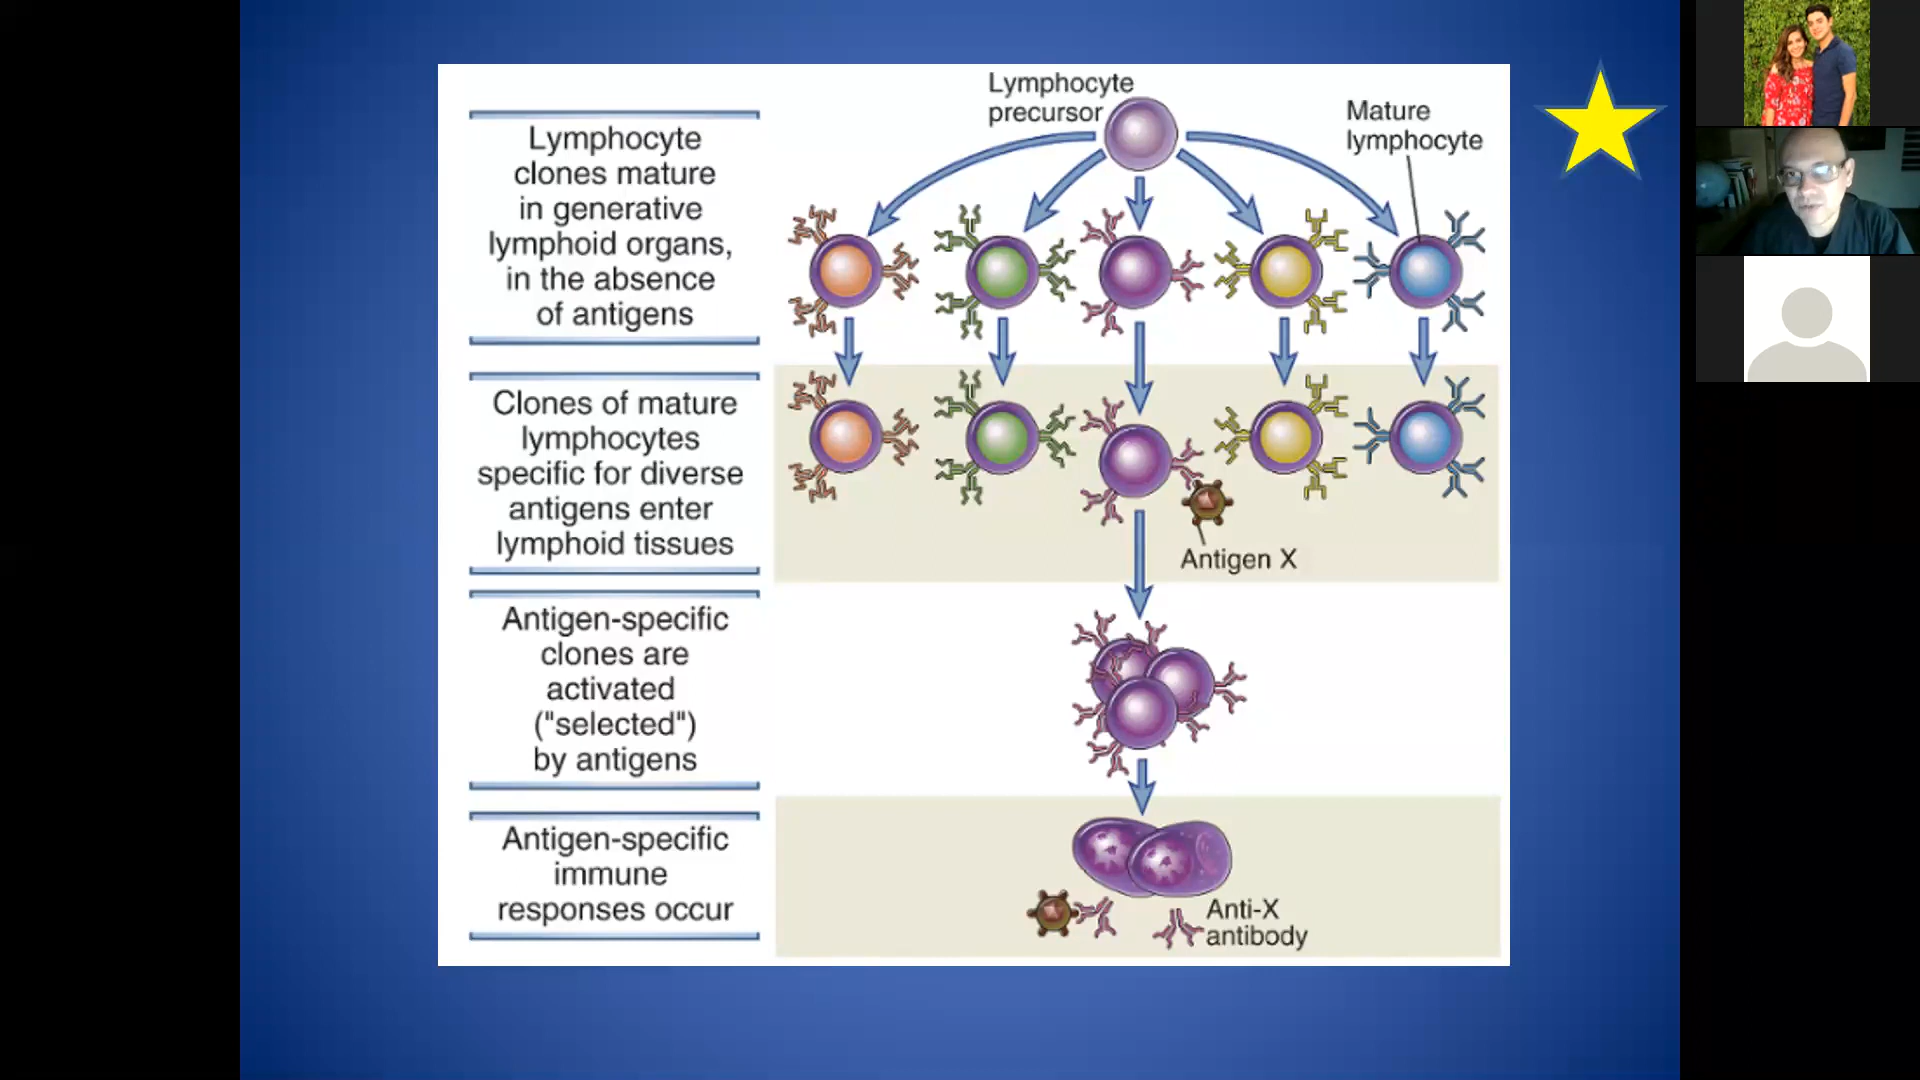 Lymphocyte
precursor
Mature
lymphocyte
Lymphocyte
clones mature
in generative
lymphoid organs,
in the absence
of antigens
Clones of mature
lymphocytes
specific for diverse
antigens enter
lymphoid tissues
Antigen X
Antigen-specific
clones are
activated
("selected")
by antigens
Antigen-specific
immune
responses occur
Anti-X
antibody